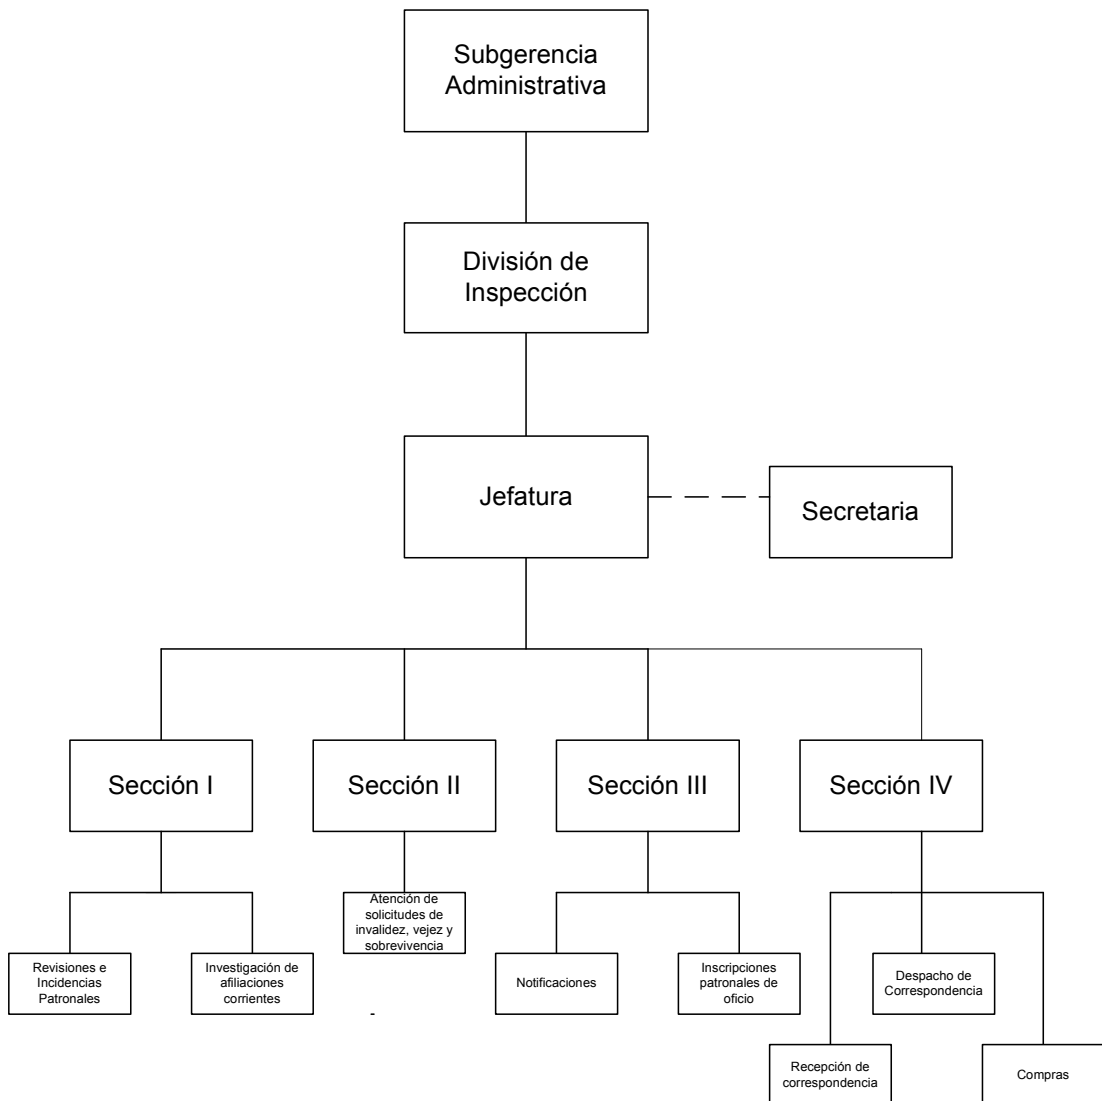 Subgerencia
Administrativa
División de
Inspección
Jefatura
Secretaria
Sección I
Sección II
Sección III
Sección IV
Atención de
solicitudes de
invalidez, vejez y
sobrevivencia
Revisiones e
Incidencias
Patronales
Investigación de
afiliaciones
corrientes
Notificaciones
Inscripciones
patronales de
oficio
Despacho de
Correspondencia
Recepción de
correspondencia
Compras